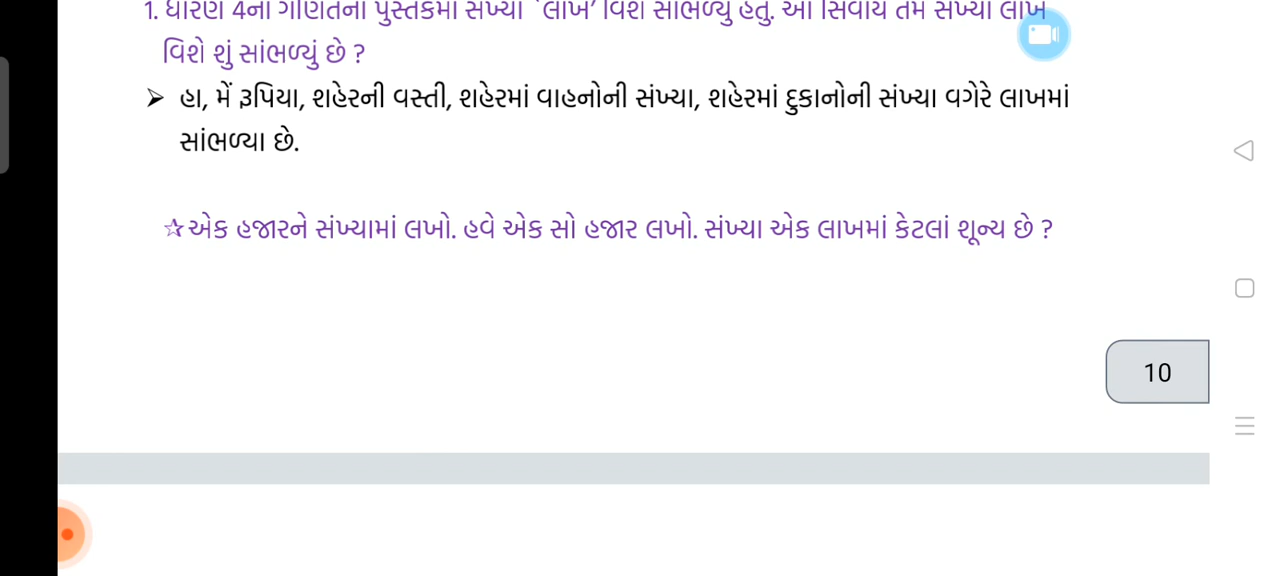 1. ધોરણ 4ના ગણિતના પુસ્તકમાં સંખ્યા 'લાખ' વિશે સાંભળ્યું હતું. આ સિવાય તમે સંખ્યા લાખ
વિશે શું સાંભળ્યું છે ?
➢ હા, મેં રૂપિયા, શહેરની વસ્તી, શહેરમાં વાહનોની સંખ્યા, શહેરમાં દુકાનોની સંખ્યા વગેરે લાખમાં
સાંભળ્યા છે.
☆એક હજારને સંખ્યામાં લખો. હવે એક સો હજાર લખો. સંખ્યા એક લાખમાં કેટલાં શૂન્ય છે ?
10